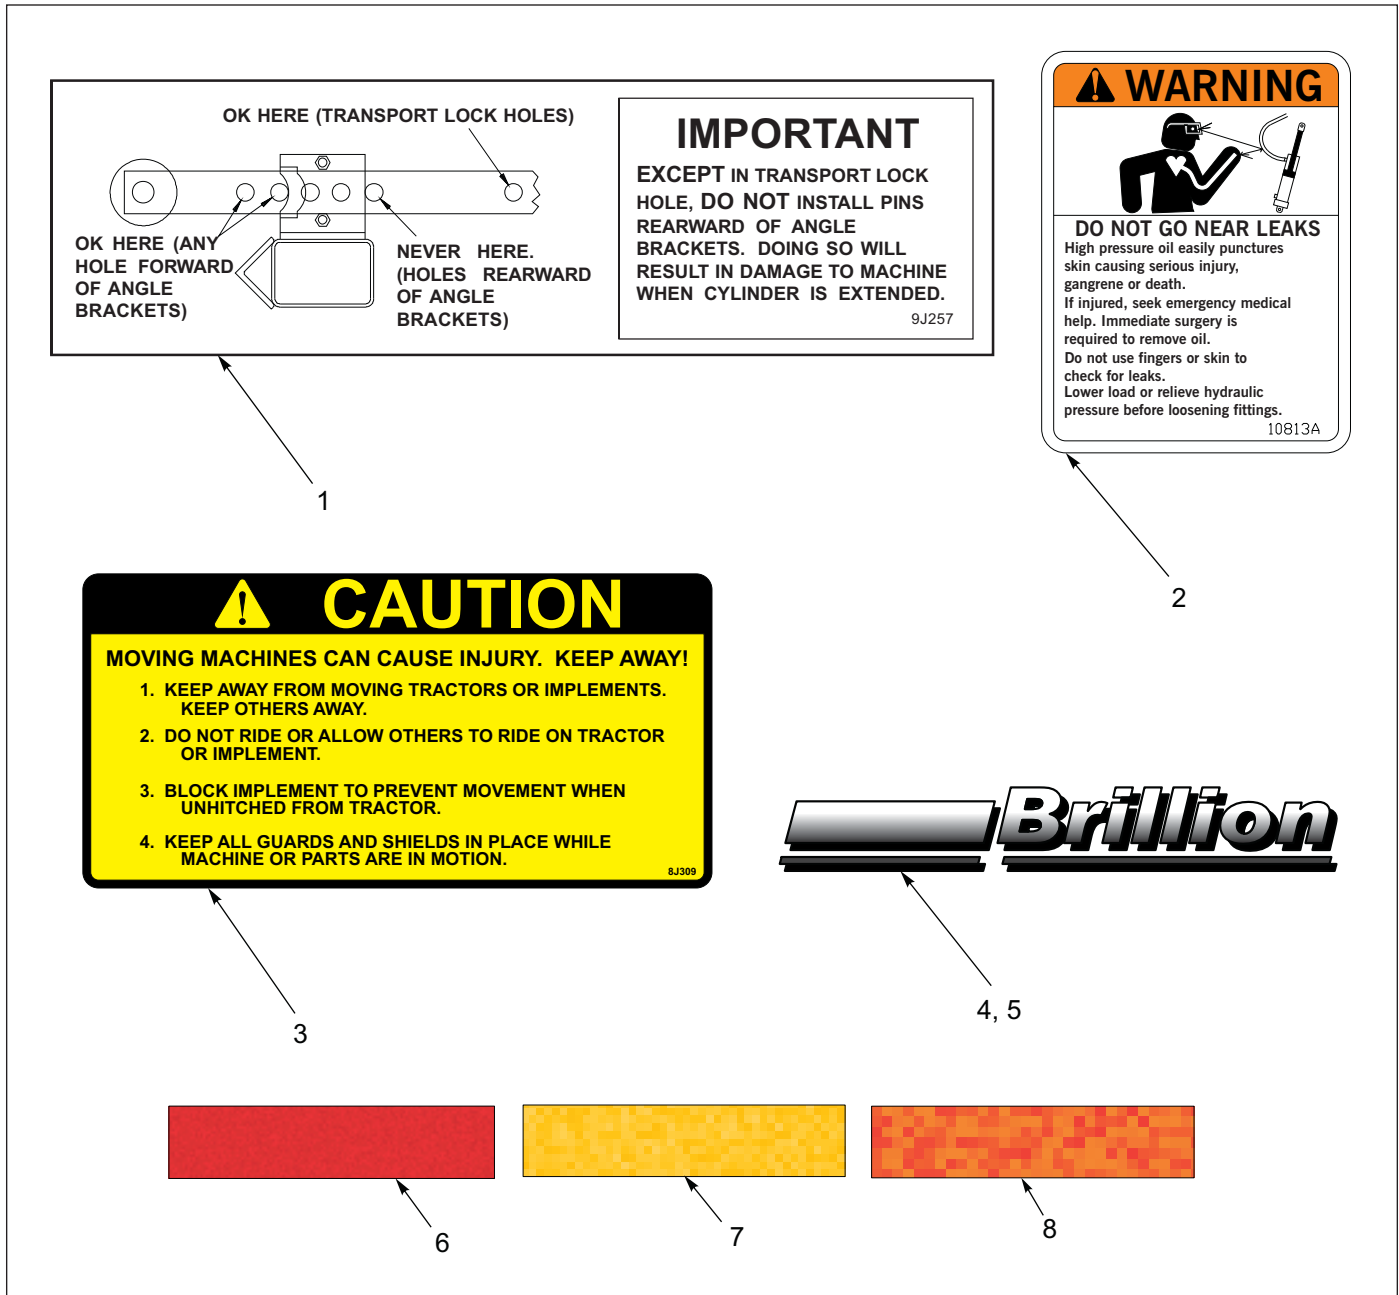 OK HERE (TRANSPORT LOCK HOLES)
OK HERE (ANY
HOLE FORWARD
OF ANGLE
BRACKETS)
NEVER HERE.
(HOLES REARWARD
OF ANGLE
BRACKETS)
IMPORTANT
EXCEPT IN TRANSPORT LOCK
HOLE, DO NOT INSTALL PINS
REARWARD OF ANGLE
BRACKETS. DOING SO WILL
RESULT IN DAMAGE TO MACHINE
WHEN CYLINDER IS EXTENDED.
9J257
1
WARNING
DO NOT GO NEAR LEAKS
High pressure oil easily punctures
skin causing serious injury,
gangrene or death.
If injured, seek emergency medical
help. Immediate surgery is
required to remove oil.
Do not use fingers or skin to
check for leaks.
Lower load or relieve hydraulic
pressure before loosening fittings.
10813A
2
CAUTION
MOVING MACHINES CAN CAUSE INJURY. KEEP AWAY!
1. KEEP AWAY FROM MOVING TRACTORS OR IMPLEMENTS.
KEEP OTHERS AWAY.
2. DO NOT RIDE OR ALLOW OTHERS TO RIDE ON TRACTOR
OR IMPLEMENT.
3. BLOCK IMPLEMENT TO PREVENT MOVEMENT WHEN
UNHITCHED FROM TRACTOR.
4. KEEP ALL GUARDS AND SHIELDS IN PLACE WHILE
MACHINE OR PARTS ARE IN MOTION.
8J309
3
Brillion
4, 5
6
7
8